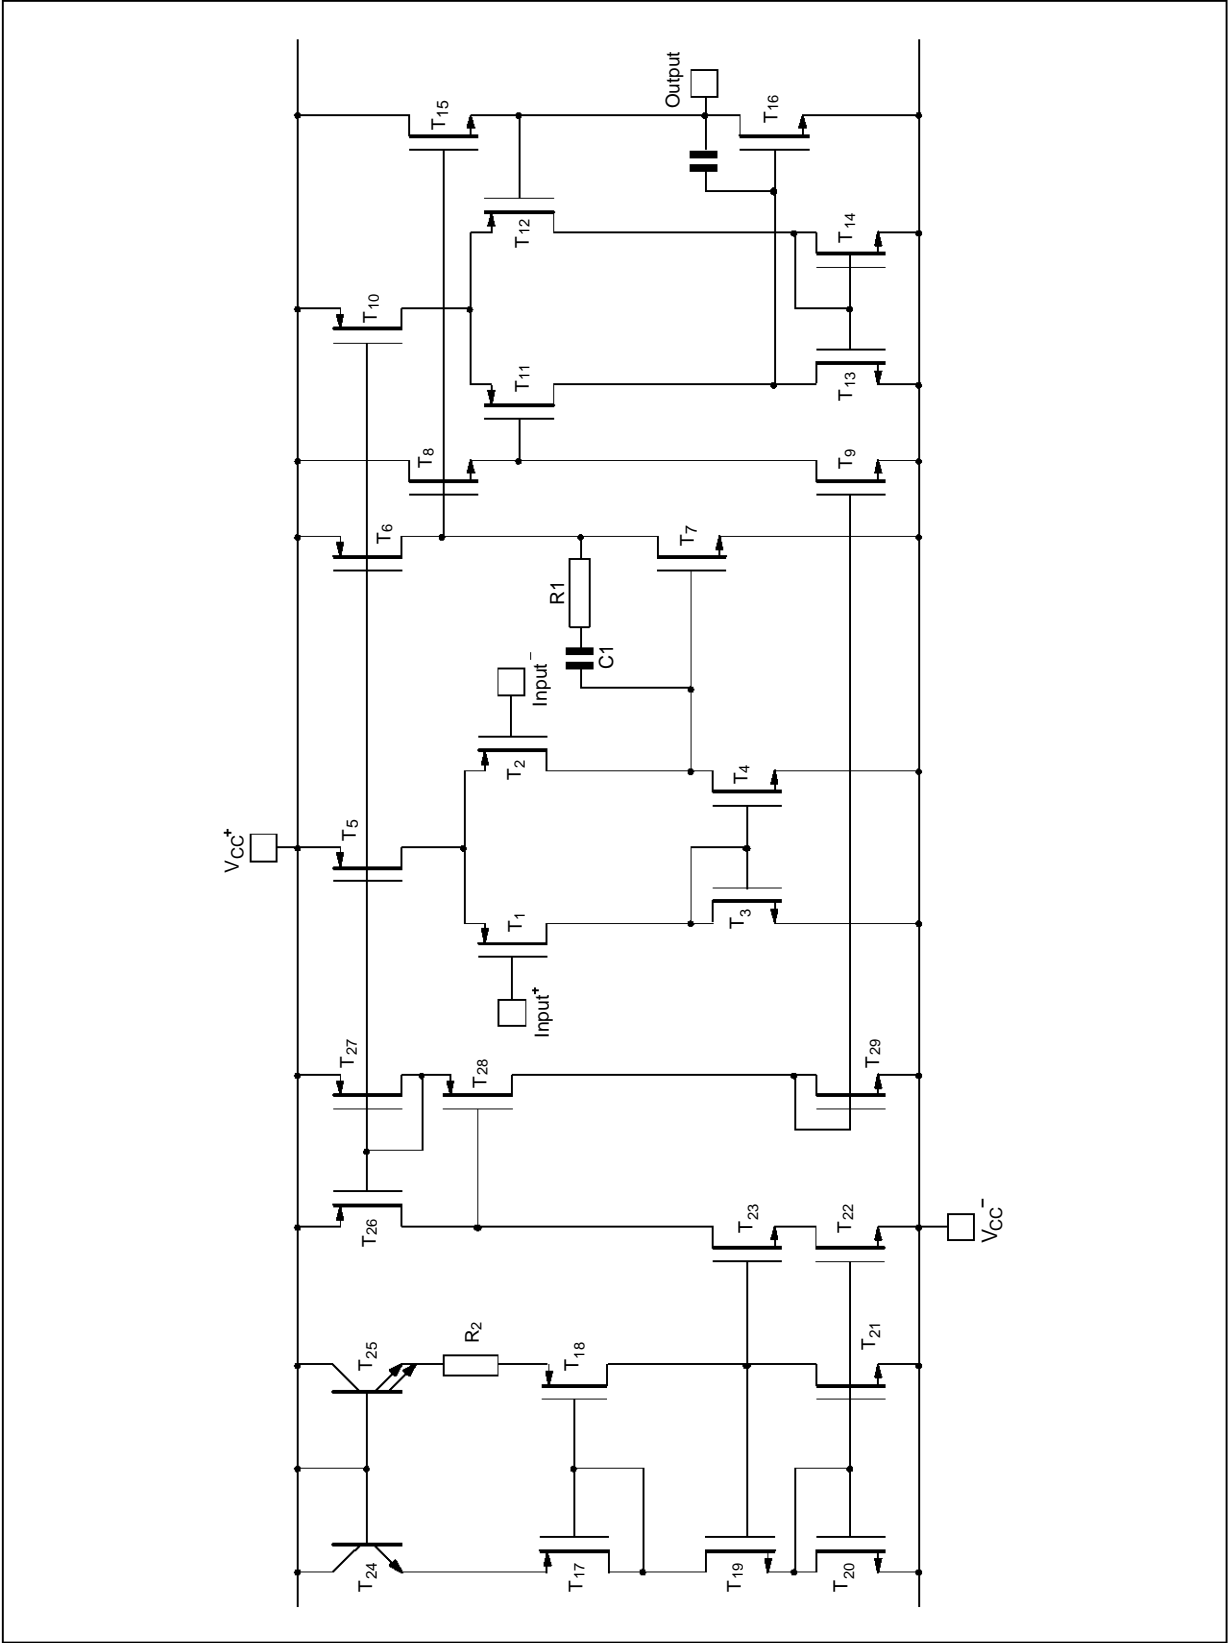 T24
T25
R2
T17
T18
T19
T20
T21
T26
T23
T22
VCC-
T27
T28
T29
VCC+
T5
Input+
T1
T2
Input-
T3
T4
C1
R1
T6
T7
T8
T9
T10
T11
T12
T13
T14
T15
Output
T16